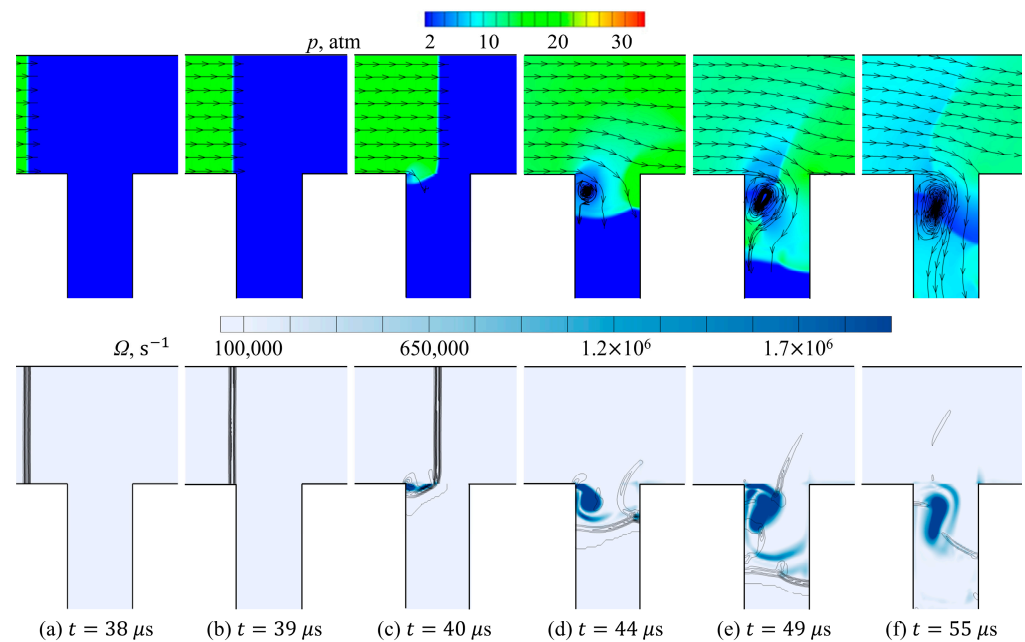 p, atm
2 10 20 30
Ω, s⁻¹
100,000 650,000 1.2×10⁶ 1.7×10⁶
(a) t = 38 μs (b) t = 39 μs (c) t = 40 μs (d) t = 44 μs (e) t = 49 μs (f) t = 55 μs